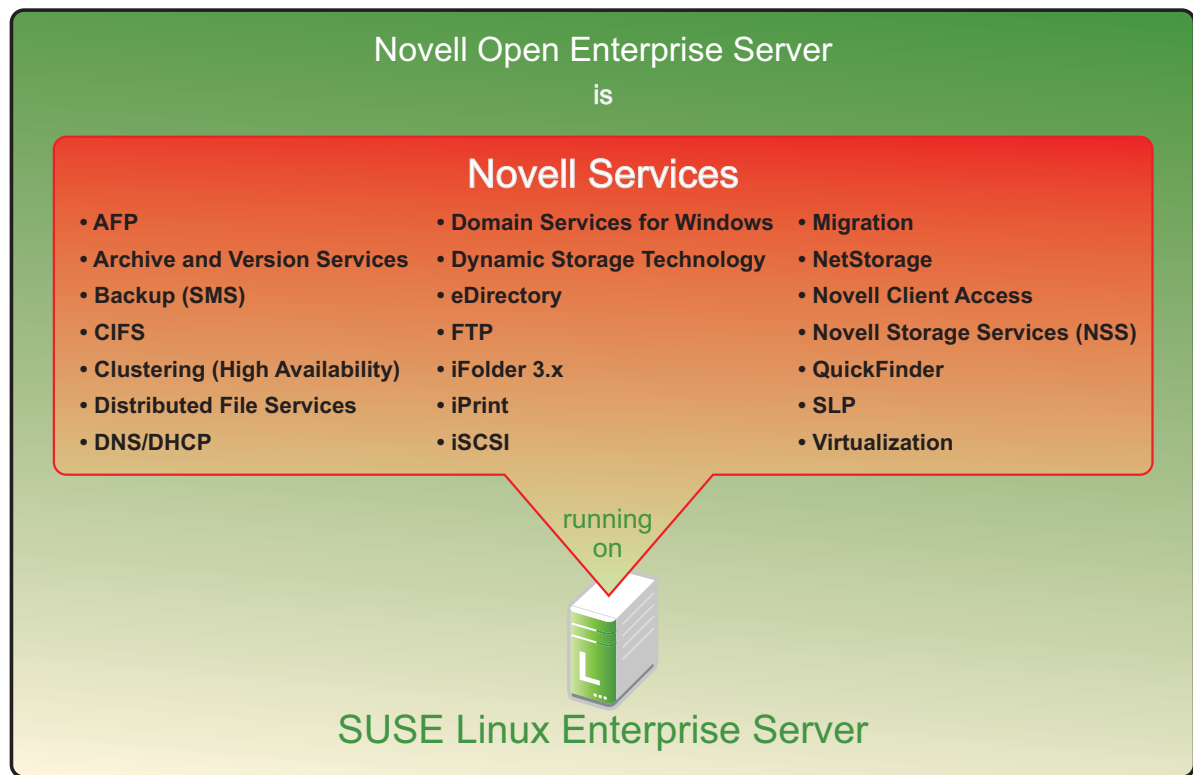 Novell Open Enterprise Server
is
Novell Services
• AFP
• Archive and Version Services
• Backup (SMS)
• CIFS
• Clustering (High Availability)
• Distributed File Services
• DNS/DHCP
• Domain Services for Windows
• Dynamic Storage Technology
• eDirectory
• FTP
• iFolder 3.x
• iPrint
• iSCSI
• Migration
• NetStorage
• Novell Client Access
• Novell Storage Services (NSS)
• QuickFinder
• SLP
• Virtualization
running
on
L
SUSE Linux Enterprise Server